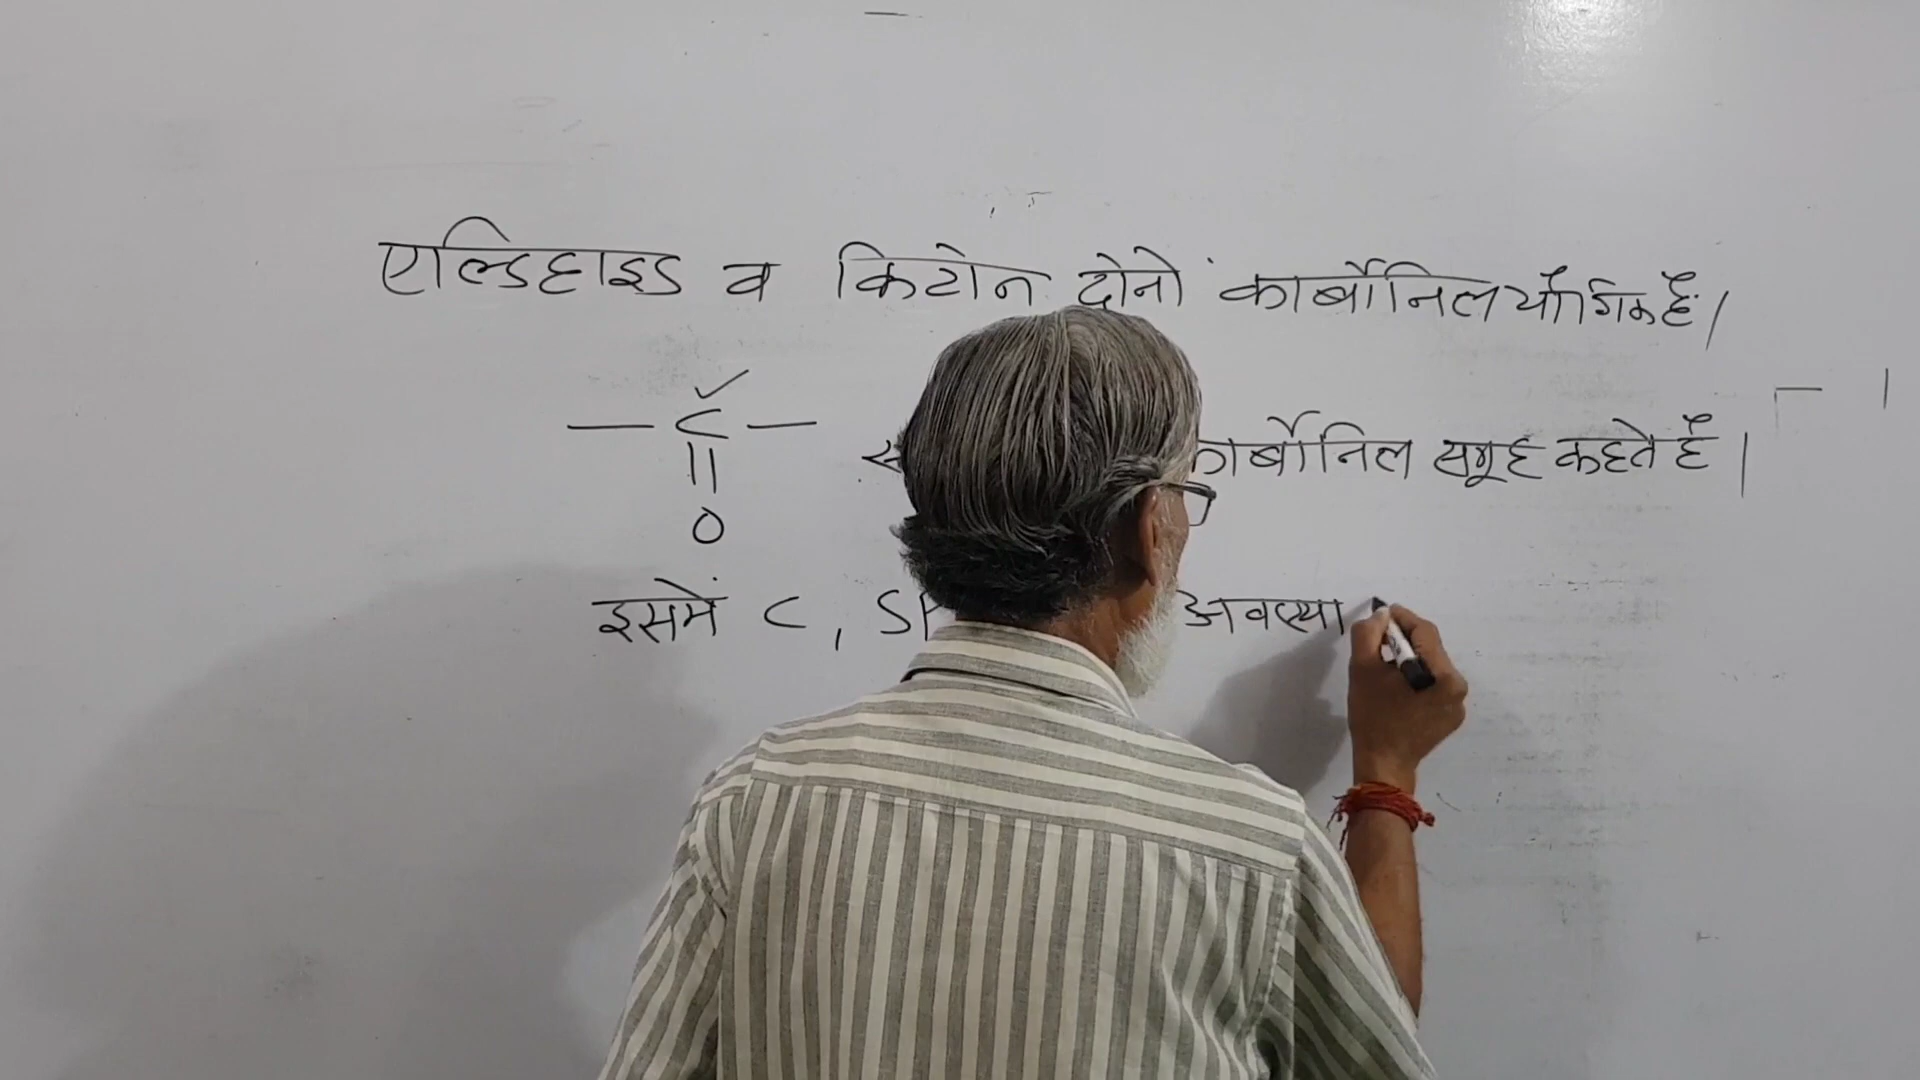 एल्डिहाइड व किटोन दोनों कार्बोनिल यौगिक हैं।
— C —
||
O
कार्बोनिल समूह कहते हैं।
इसमें C, SP अवस्था